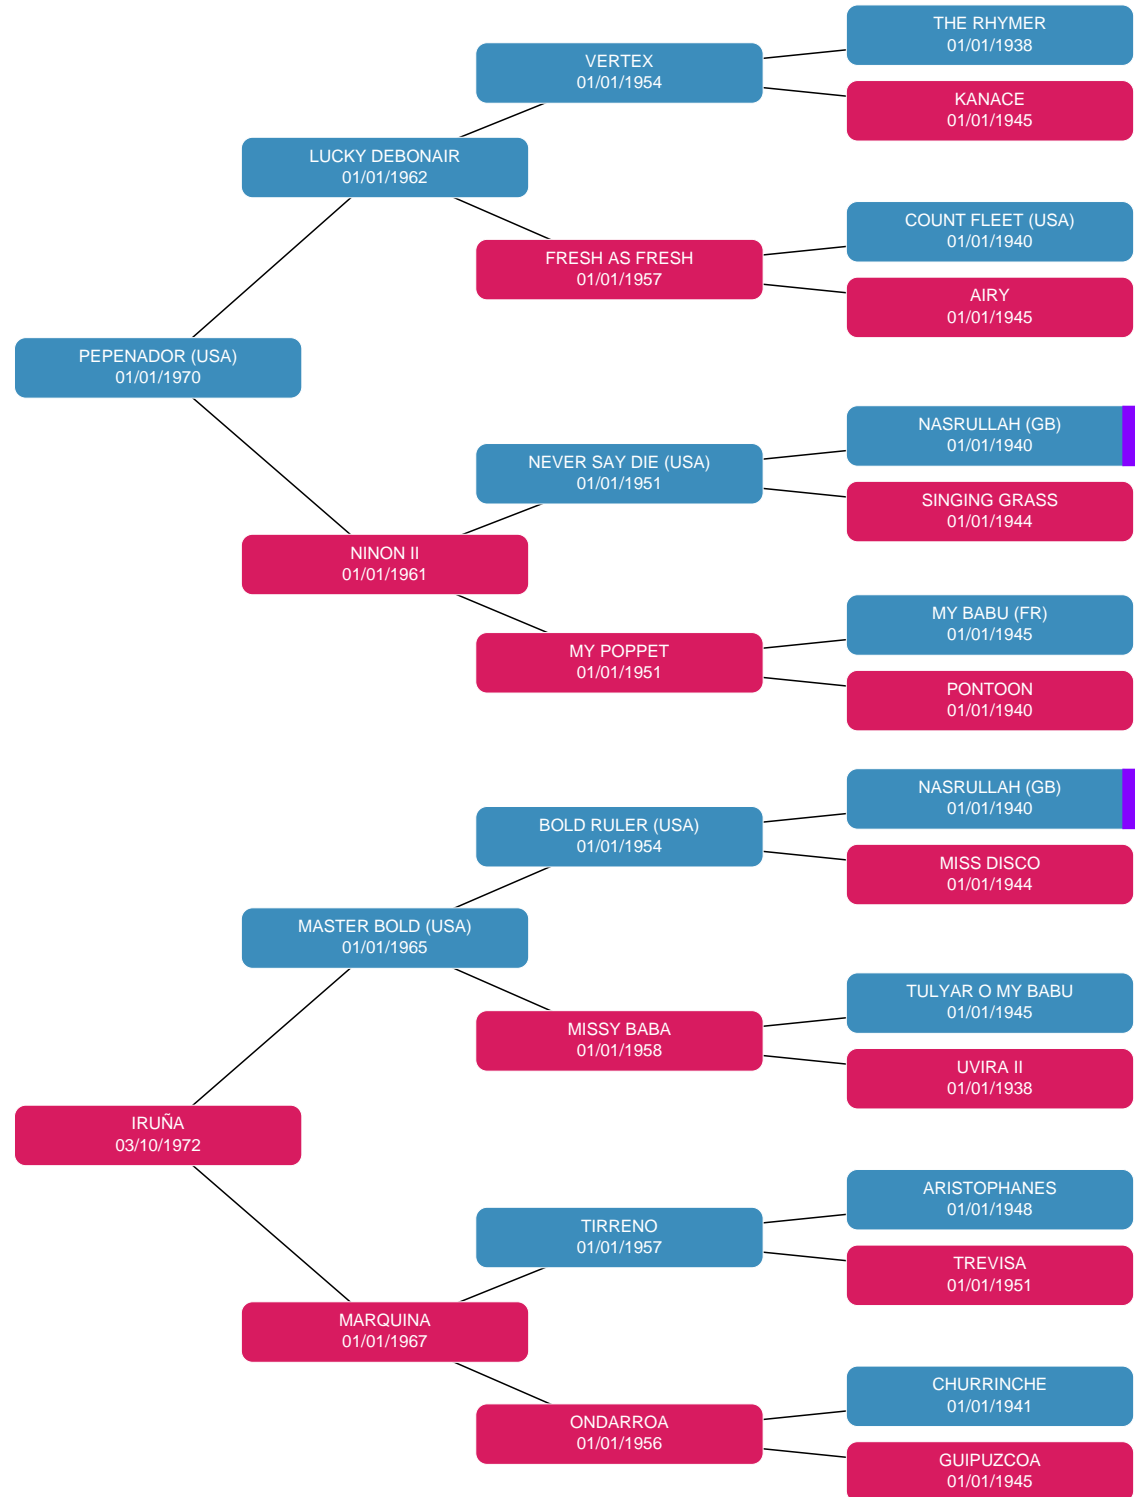 THE RHYMER
01/01/1938
VERTEX
01/01/1954
KANACE
01/01/1945
LUCKY DEBONAIR
01/01/1962
COUNT FLEET (USA)
01/01/1940
FRESH AS FRESH
01/01/1957
AIRY
01/01/1945
PEPENADOR (USA)
01/01/1970
NASRULLAH (GB)
01/01/1940
NEVER SAY DIE (USA)
01/01/1951
SINGING GRASS
01/01/1944
NINON II
01/01/1961
MY BABU (FR)
01/01/1945
MY POPPET
01/01/1951
PONTOON
01/01/1940
NASRULLAH (GB)
01/01/1940
BOLD RULER (USA)
01/01/1954
MISS DISCO
01/01/1944
MASTER BOLD (USA)
01/01/1965
TULYAR O MY BABU
01/01/1945
MISSY BABA
01/01/1958
UVIRA II
01/01/1938
IRUÑA
03/10/1972
ARISTOPHANES
01/01/1948
TIRRENO
01/01/1957
TREVISA
01/01/1951
MARQUINA
01/01/1967
CHURRINCHE
01/01/1941
ONDARROA
01/01/1956
GUIPUZCOA
01/01/1945